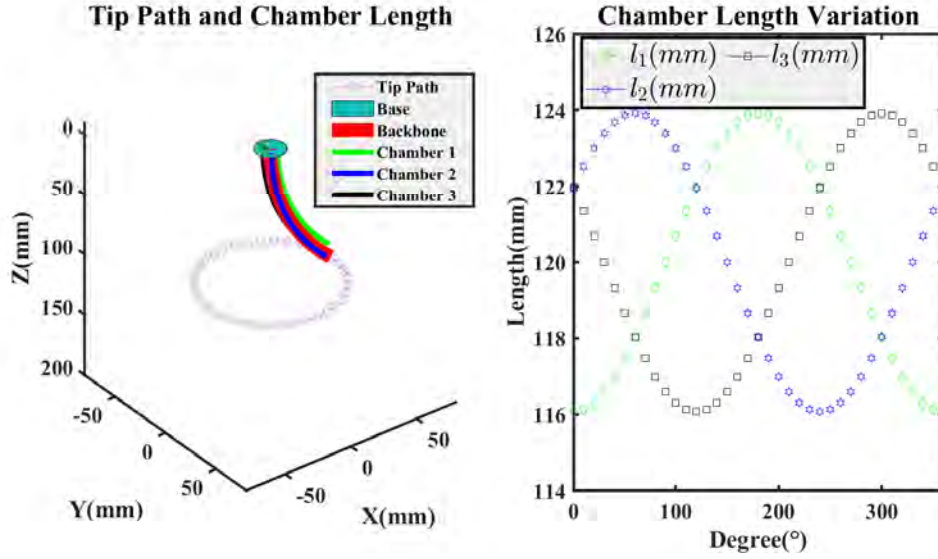 Tip Path and Chamber Length
Tip Path
Base
Backbone
Chamber 1
Chamber 2
Chamber 3
Z(mm)
0
50
100
150
200
-50
0
50
Y(mm)
-50
0
50
X(mm)
Chamber Length Variation
l₁(mm) l₃(mm)
l₂(mm)
Length(mm)
126
124
122
120
118
116
114
0 100 200 300
Degree(°)